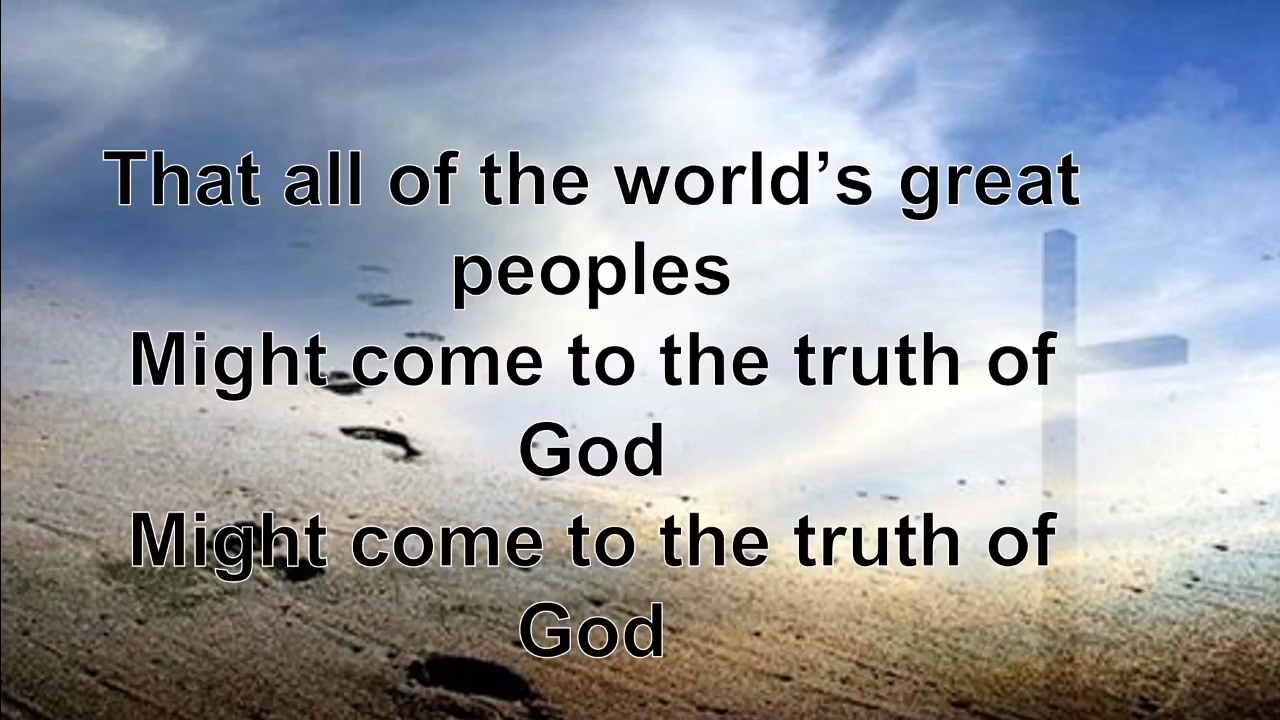 That all of the world’s great
peoples
Might come to the truth of
God
Might come to the truth of
God